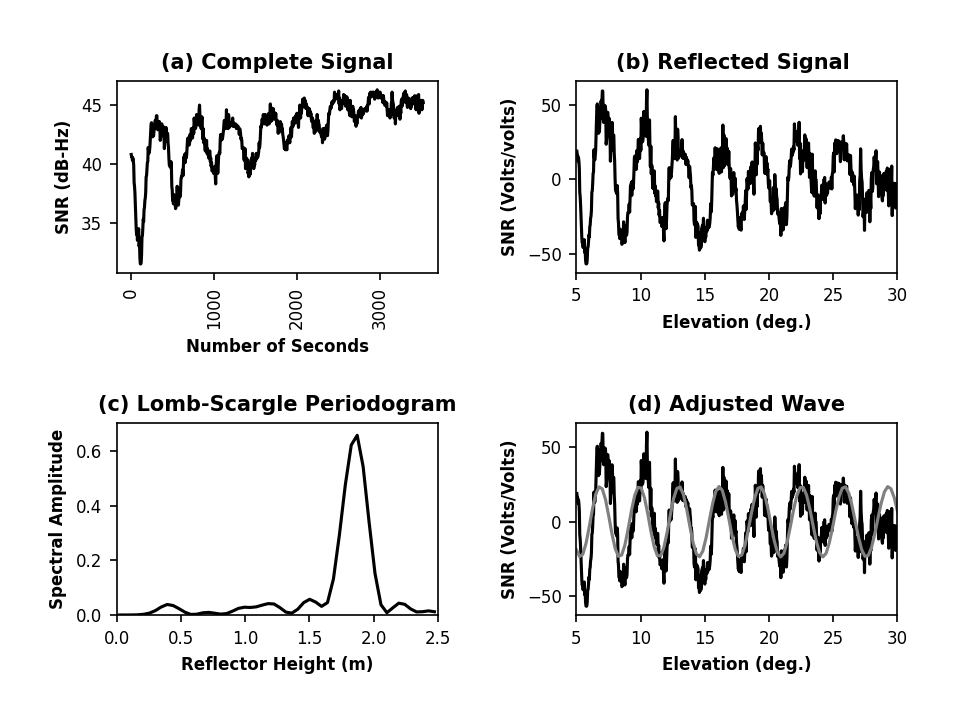 (a) Complete Signal
SNR (dB-Hz)
45
40
35
0
1000
2000
3000
Number of Seconds
(b) Reflected Signal
SNR (Volts/volts)
50
0
−50
5 10 15 20 25 30
Elevation (deg.)
(c) Lomb-Scargle Periodogram
Spectral Amplitude
0.6
0.4
0.2
0.0
0.0 0.5 1.0 1.5 2.0 2.5
Reflector Height (m)
(d) Adjusted Wave
SNR (Volts/Volts)
50
0
−50
5 10 15 20 25 30
Elevation (deg.)